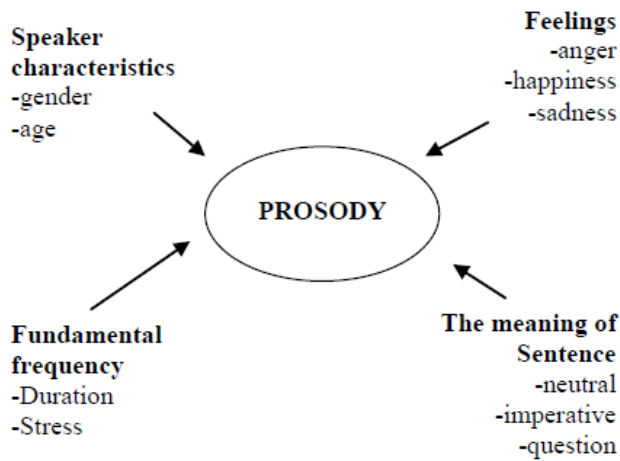 Speaker
characteristics
-gender
-age
Feelings
-anger
-happiness
-sadness
PROSODY
Fundamental
frequency
-Duration
-Stress
The meaning of
Sentence
-neutral
-imperative
-question